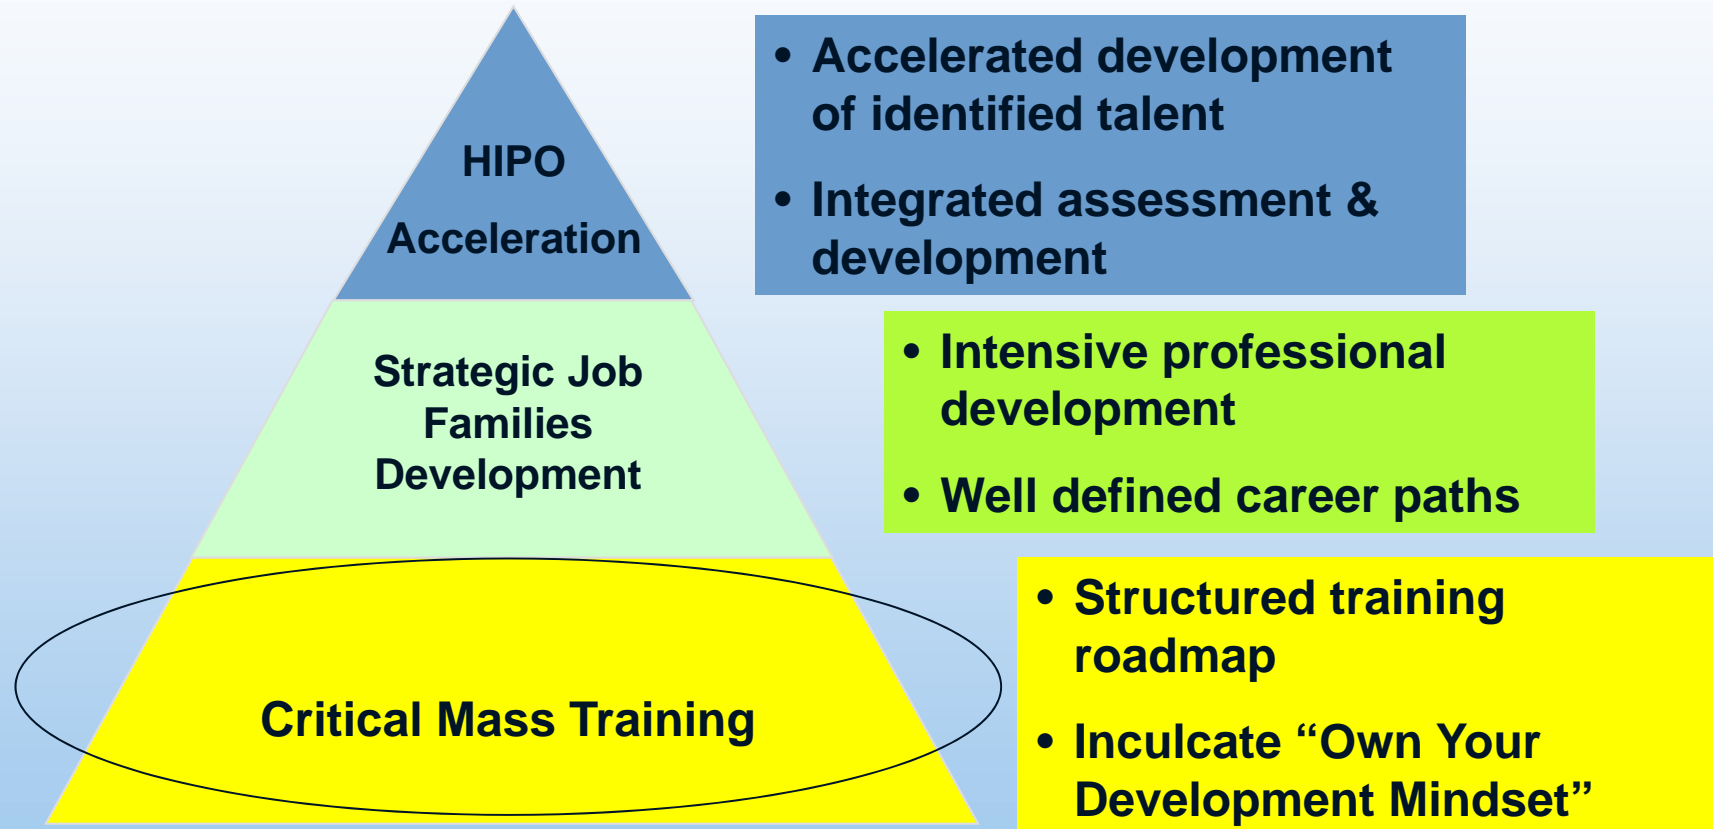 HIPO
Acceleration
• Accelerated development
of identified talent
• Integrated assessment &
development
Strategic Job
Families
Development
• Intensive professional
development
• Well defined career paths
Critical Mass Training
• Structured training
roadmap
• Inculcate “Own Your
Development Mindset”